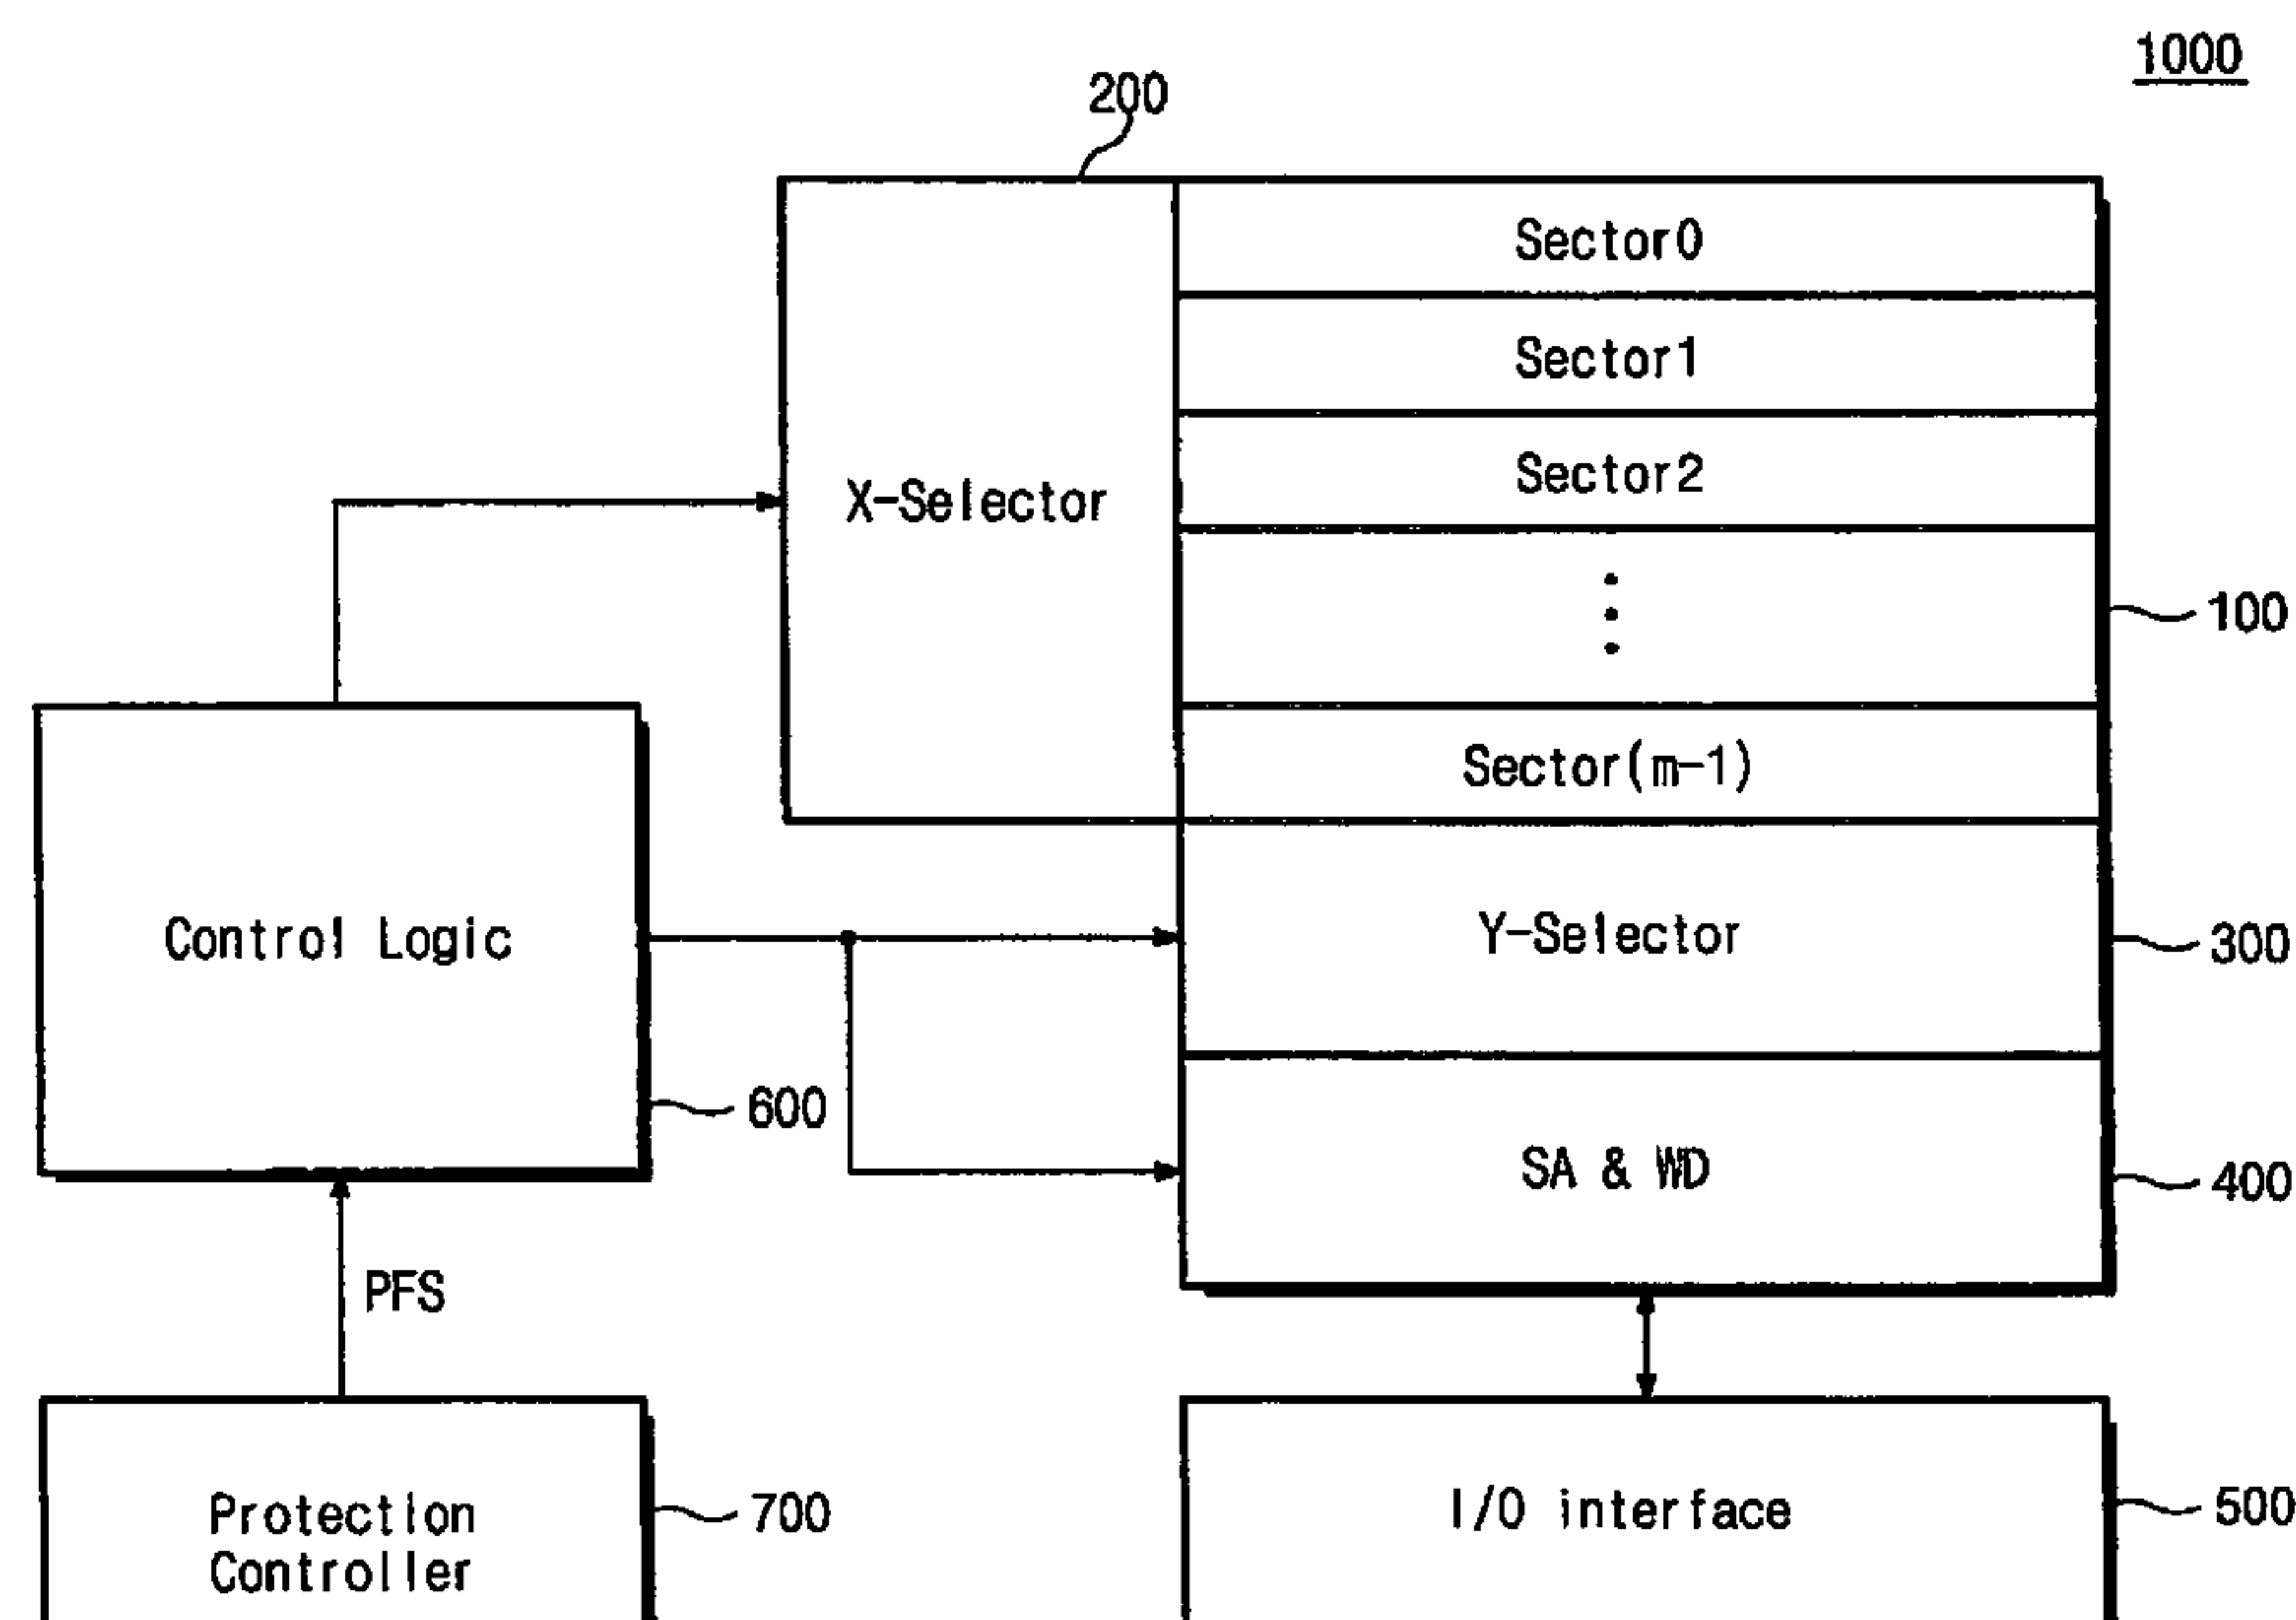 1000
200
Sector0
Sector1
Sector2
X-Selector
100
Sector(m-1)
Control Logic
Y-Selector
300
600
SA & WD
400
PFS
Protection
Controller
700
I/O interface
500